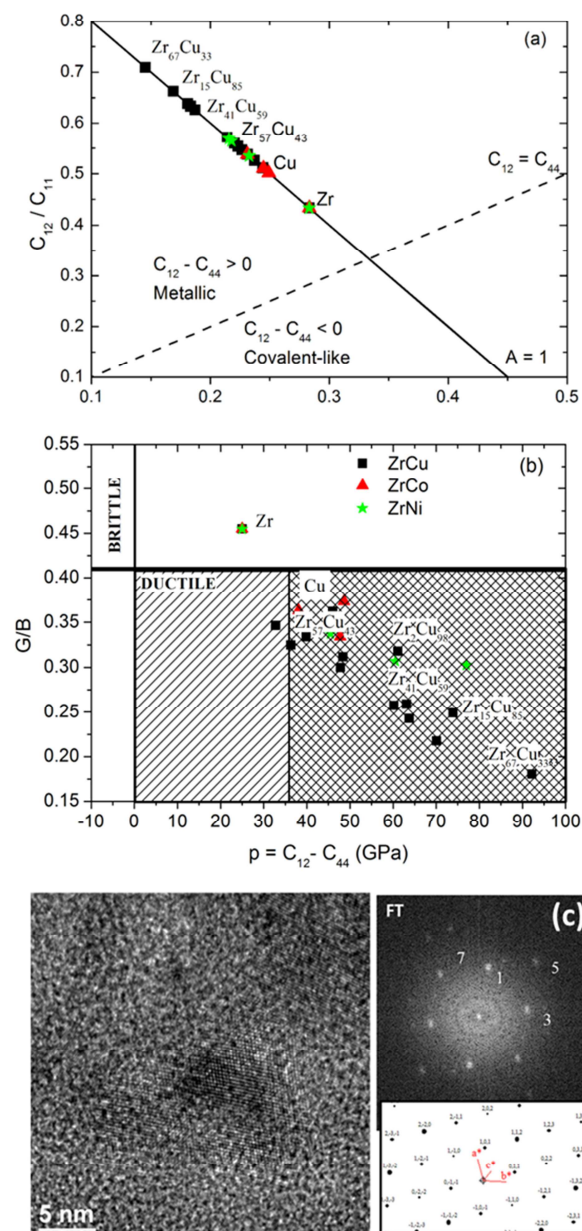 (a)
0.8
0.7
0.6
0.5
0.4
0.3
0.2
0.1
C₁₂ / C₁₁
Zr₆₇Cu₃₃
Zr₁₅Cu₈₅
Zr₄₁Cu₅₉
Zr₅₇Cu₄₃
Cu
Zr
C₁₂ = C₄₄
C₁₂ - C₄₄ > 0
Metallic
C₁₂ - C₄₄ < 0
Covalent-like
A = 1
0.1 0.2 0.3 0.4 0.5
(b)
0.55
0.50
0.45
0.40
0.35
0.30
0.25
0.20
0.15
G/B
BRITTLE
DUCTILE
ZrCu
ZrCo
ZrNi
Zr
Cu
Zr₅₇Cu₄₃
Zr₂Cu₉₈
Zr₄₁Cu₅₉
Zr₁₅Cu₈₅
Zr₆₇Cu₃₃
-10 0 10 20 30 40 50 60 70 80 90 100
p = C₁₂- C₄₄ (GPa)
5 nm
FT
(c)
7
1
5
3
a*
c*
b*